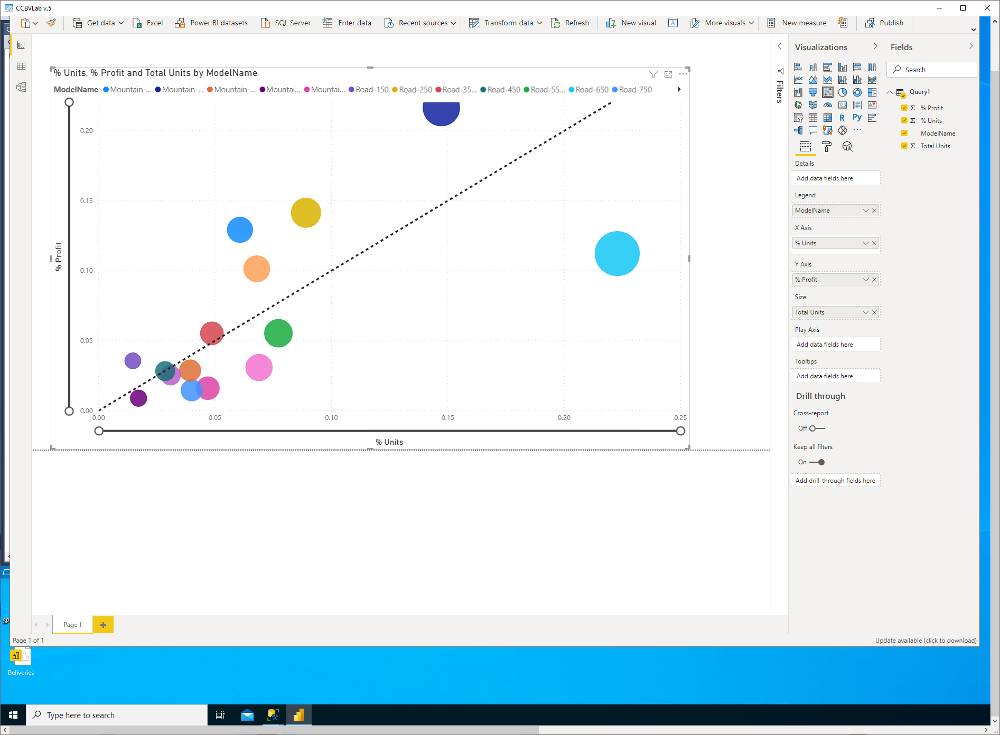 CCBVLab v.5
Get data Excel Power BI datasets SQL Server Enter data Recent sources Transform data Refresh New visual More visuals New measure Publish
% Units, % Profit and Total Units by ModelName
ModelName Mountain-... Mountain-... Mountain-... Mountai... Mountai... Road-150 Road-250 Road-35... Road-450 Road-55... Road-650 Road-750
0.20
0.15
0.10
0.05
0.00
% Profit
0.00 0.05 0.10 0.15 0.20 0.25
% Units
Filters
Visualizations
123
R Py
Details
Add data fields here
Legend
ModelName
X Axis
% Units
Y Axis
% Profit
Size
Total Units
Play Axis
Add data fields here
Tooltips
Add data fields here
Drill through
Cross-report
Off
Keep all filters
On
Add drill-through fields here
Fields
Search
Query1
Σ % Profit
Σ % Units
ModelName
Σ Total Units
SP
Page 1 +
Page 1 of 1
Update available (click to download)
Deliveries
Type here to search